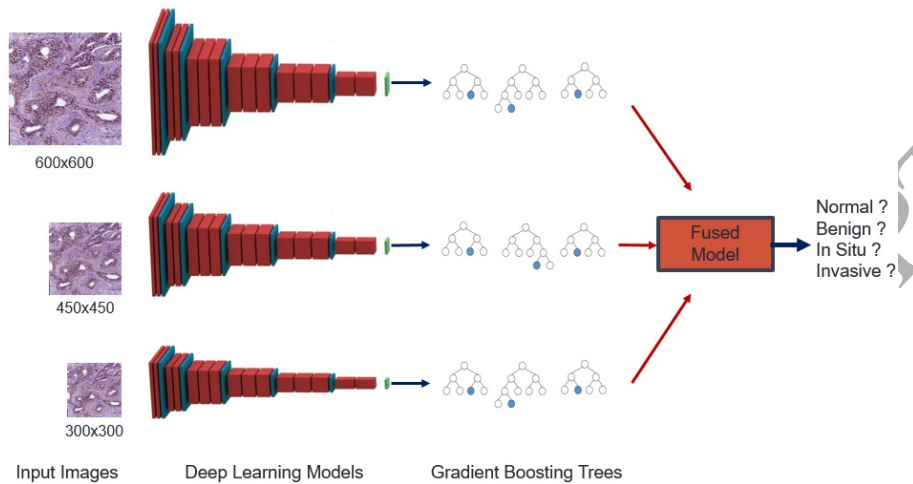 600x600
450x450
300x300
Fused
Model
Normal ?
Benign ?
In Situ ?
Invasive ?
Input Images
Deep Learning Models
Gradient Boosting Trees